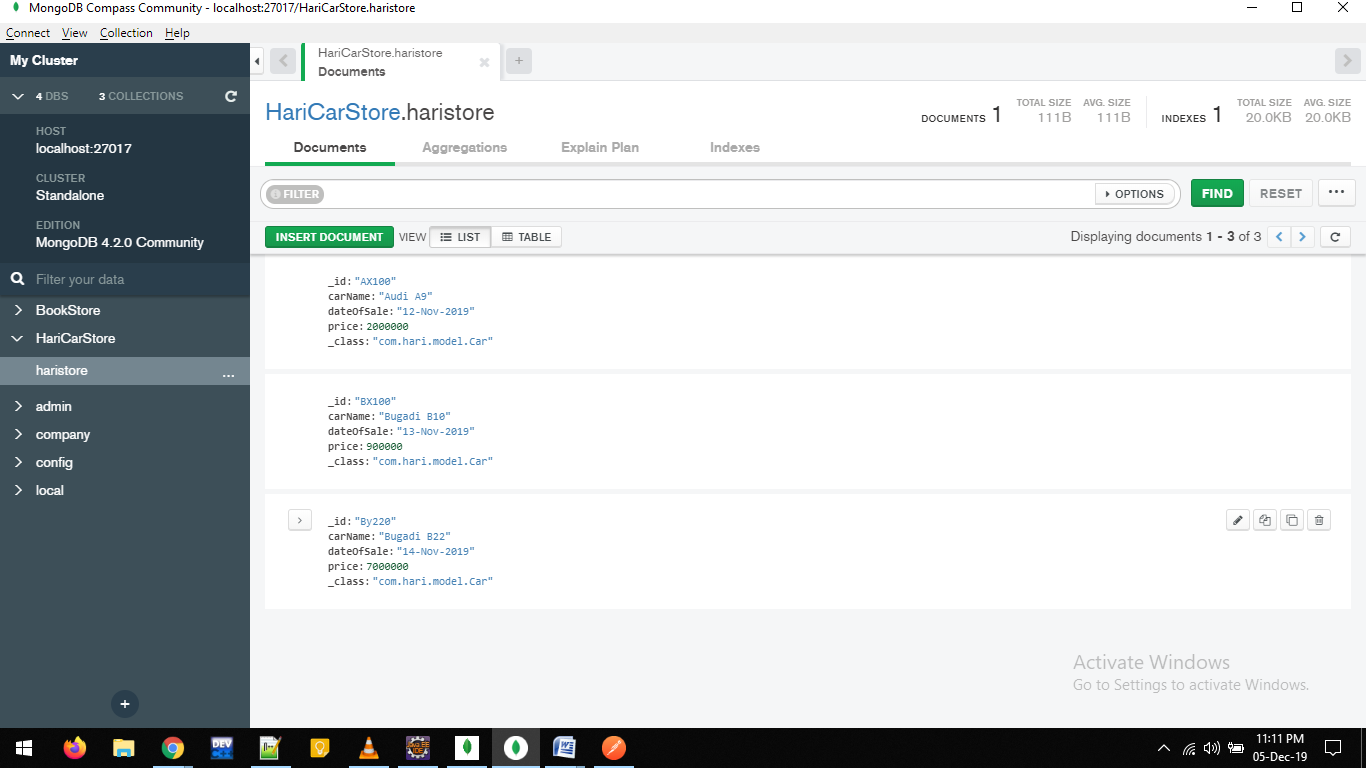 MongoDB Compass Community - localhost:27017/HariCarStore.haristore
Connect View Collection Help
My Cluster
4 DBS 3 COLLECTIONS
HOST
localhost:27017
CLUSTER
Standalone
EDITION
MongoDB 4.2.0 Community
Filter your data
BookStore
HariCarStore
haristore ...
admin
company
config
local
+
HariCarStore.haristore
Documents
+
HariCarStore.haristore
DOCUMENTS 1 TOTAL SIZE 111B AVG. SIZE 111B INDEXES 1 TOTAL SIZE 20.0KB AVG. SIZE 20.0KB
Documents Aggregations Explain Plan Indexes
FILTER OPTIONS FIND RESET ...
INSERT DOCUMENT VIEW LIST TABLE Displaying documents 1 - 3 of 3
_id: "AX100"
carName: "Audi A9"
dateOfSale: "12-Nov-2019"
price: 2000000
_class: "com.hari.model.Car"
_id: "BX100"
carName: "Bugadi B10"
dateOfSale: "13-Nov-2019"
price: 900000
_class: "com.hari.model.Car"
_id: "By220"
carName: "Bugadi B22"
dateOfSale: "14-Nov-2019"
price: 7000000
_class: "com.hari.model.Car"
Activate Windows
Go to Settings to activate Windows.
DEV
11:11 PM
05-Dec-19